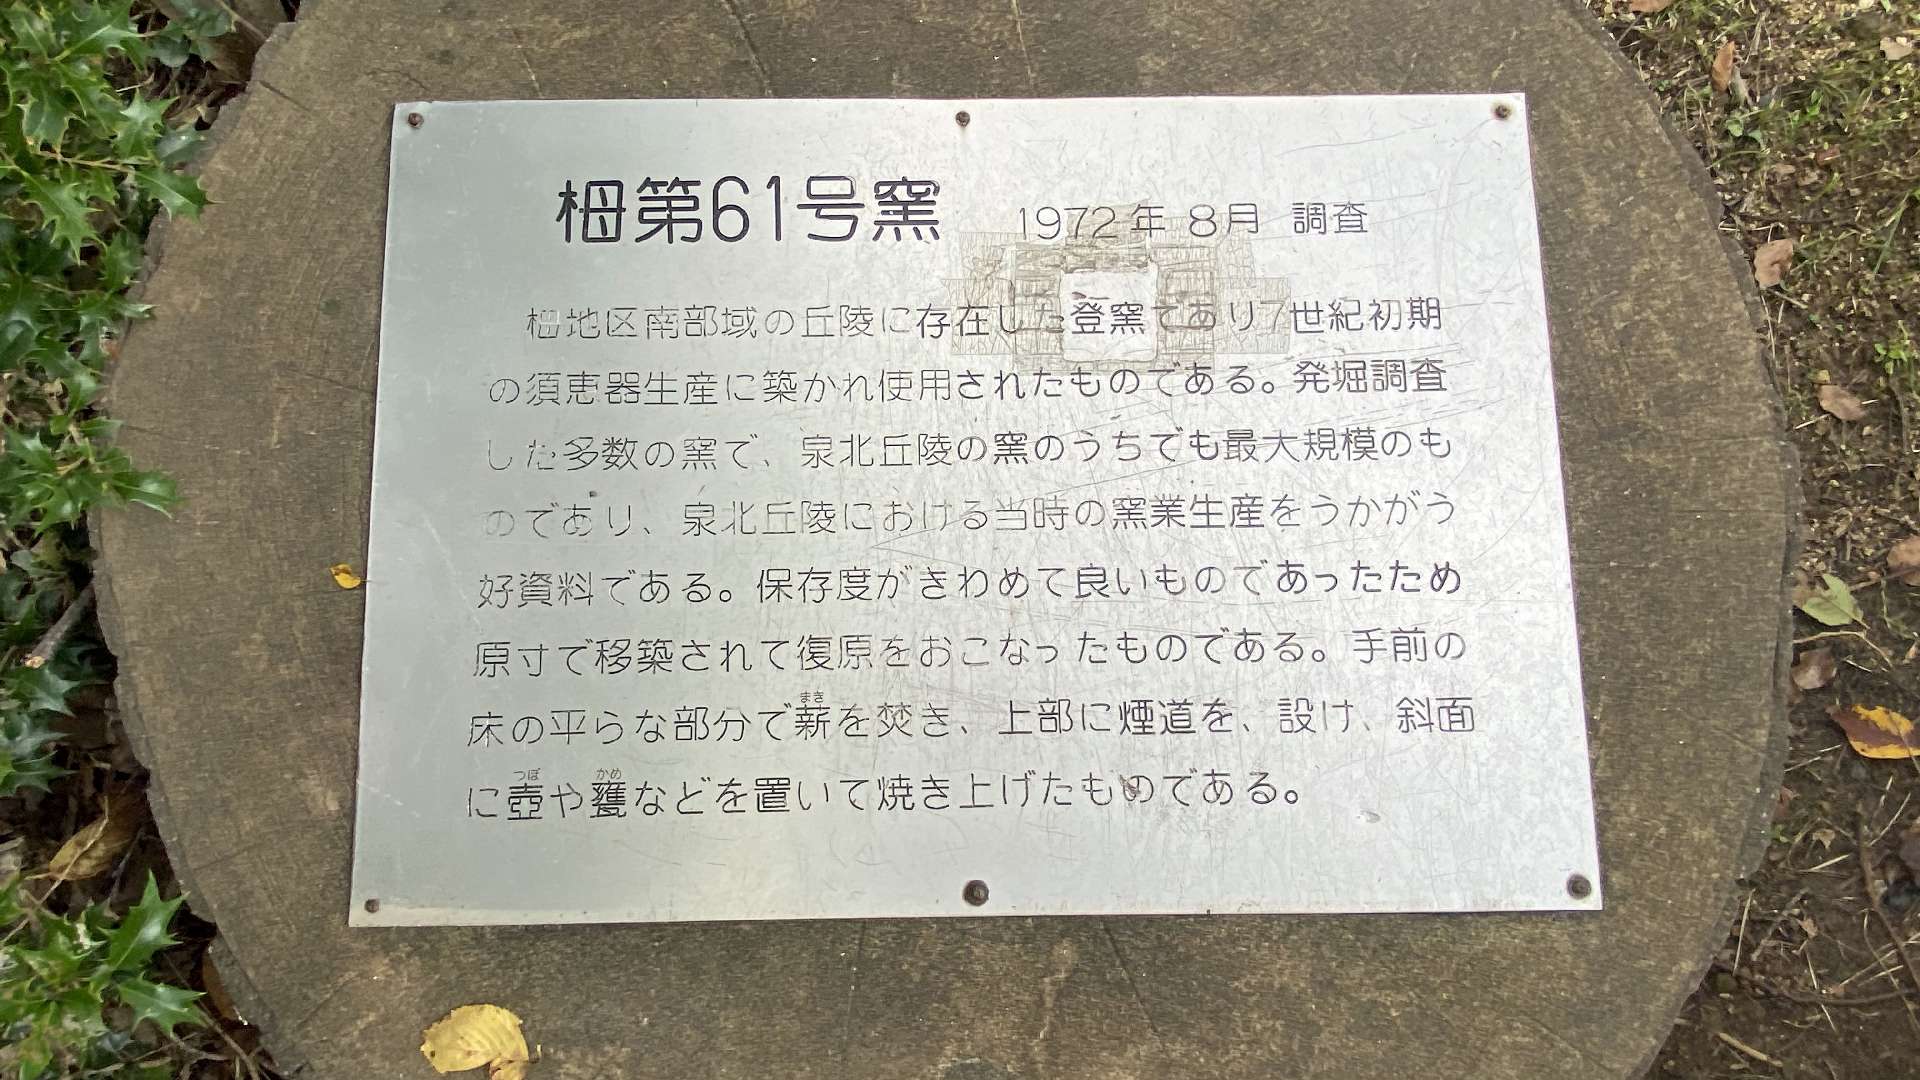 栂第61号窯 1972年 8月 調査
栂地区南部域の丘陵に存在した登窯であり7世紀初期
の須恵器生産に築かれ使用されたものである。発堀調査
した多数の窯で、泉北丘陵の窯のうちでも最大規模のも
のであり、泉北丘陵における当時の窯業生産をうかがう
好資料である。保存度がきわめて良いものであったため
原寸で移築されて復原をおこなったものである。手前の
床の平らな部分で薪を焚き、上部に煙道を、設け、斜面
に壺や甕などを置いて焼き上げたものである。